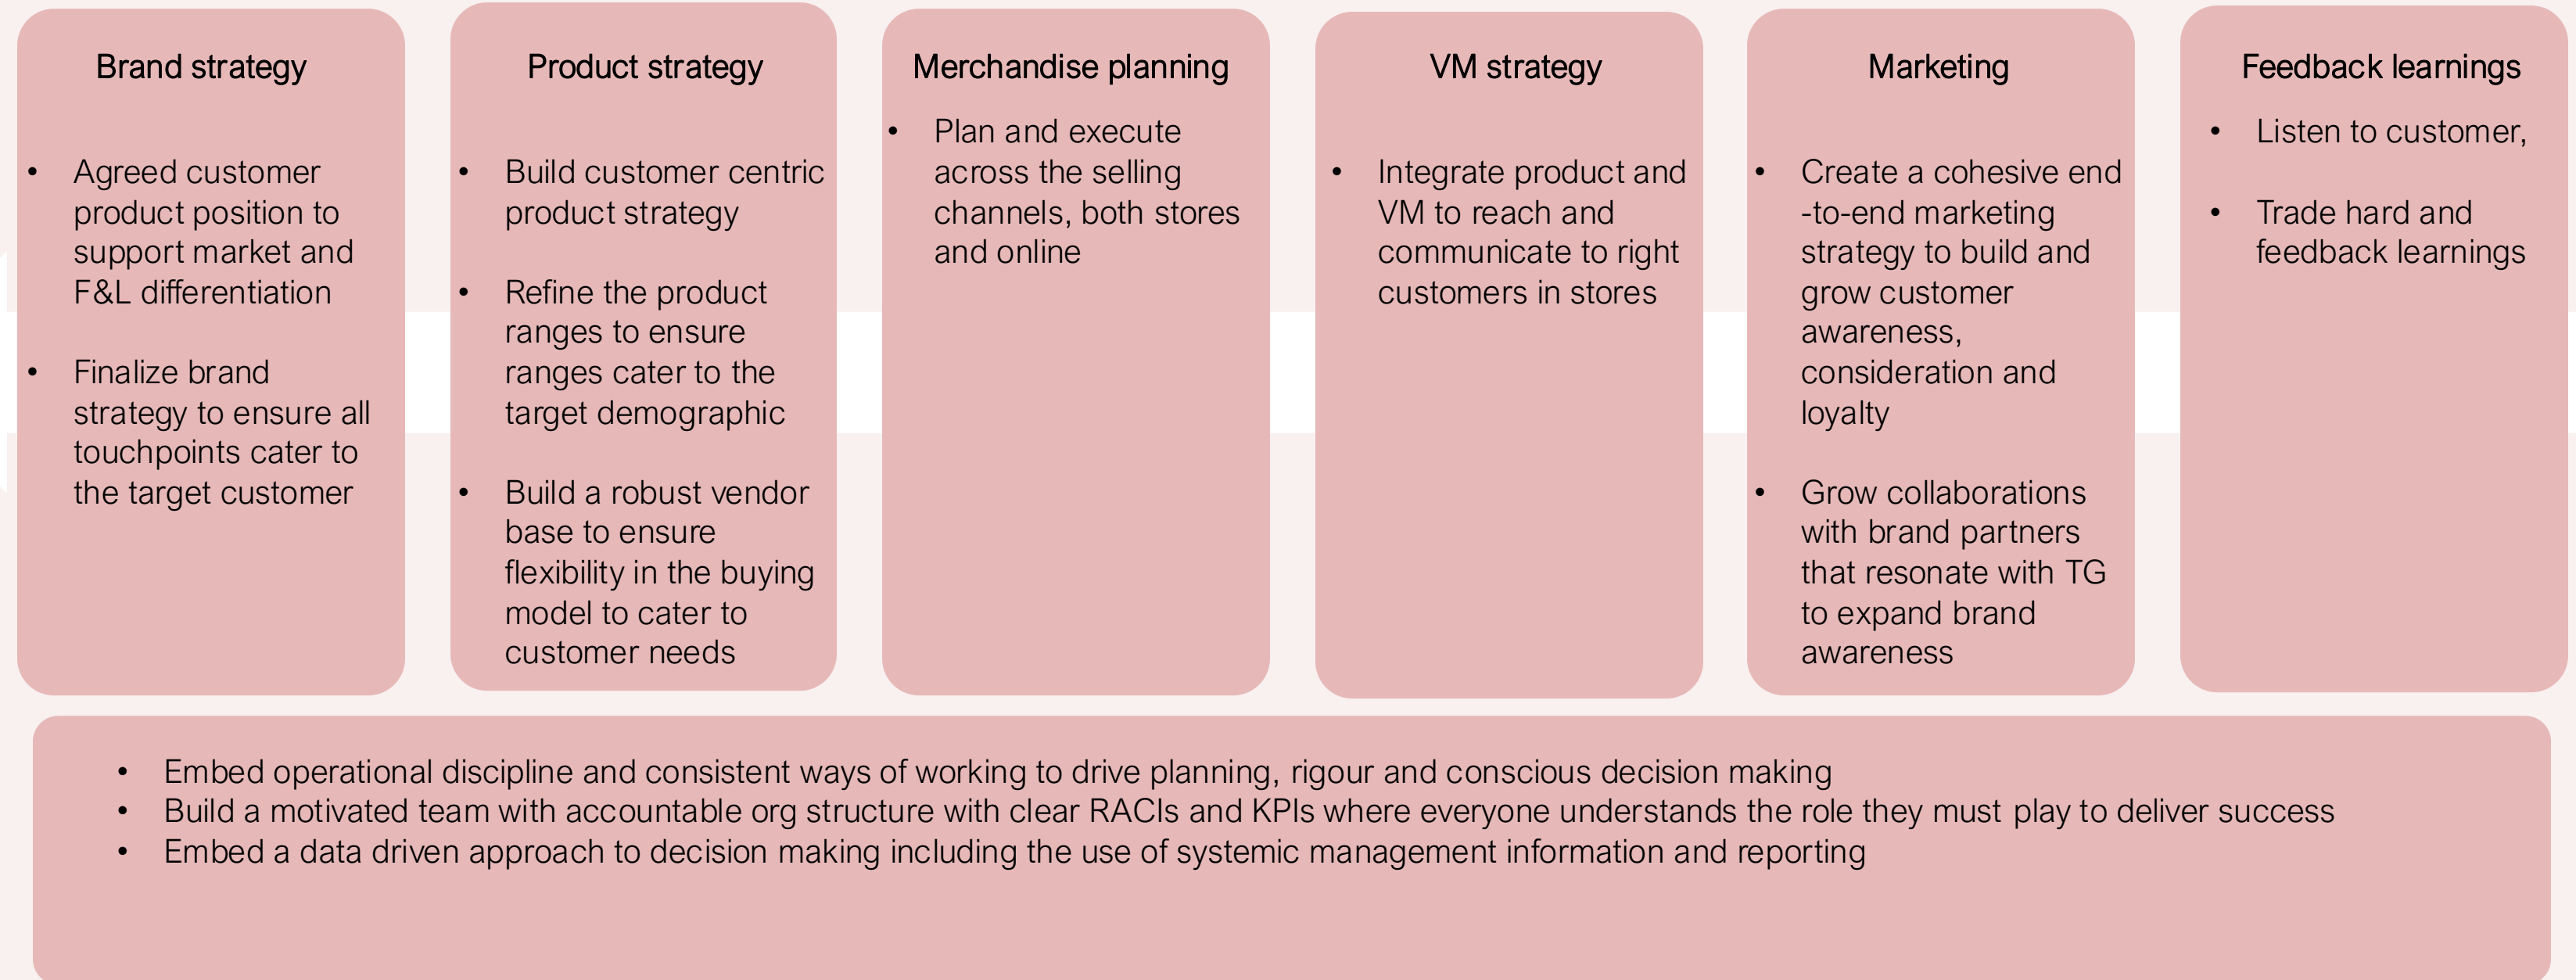 Brand strategy
• Agreed customer
product position to
support market and
F&L differentiation
• Finalize brand
strategy to ensure all
touchpoints cater to
the target customer
Product strategy
• Build customer centric
product strategy
• Refine the product
ranges to ensure
ranges cater to the
target demographic
• Build a robust vendor
base to ensure
flexibility in the buying
model to cater to
customer needs
Merchandise planning
• Plan and execute
across the selling
channels, both stores
and online
VM strategy
• Integrate product and
VM to reach and
communicate to right
customers in stores
Marketing
• Create a cohesive end
-to-end marketing
strategy to build and
grow customer
awareness,
consideration and
loyalty
• Grow collaborations
with brand partners
that resonate with TG
to expand brand
awareness
Feedback learnings
• Listen to customer,
• Trade hard and
feedback learnings
• Embed operational discipline and consistent ways of working to drive planning, rigour and conscious decision making
• Build a motivated team with accountable org structure with clear RACIs and KPIs where everyone understands the role they must play to deliver success
• Embed a data driven approach to decision making including the use of systemic management information and reporting